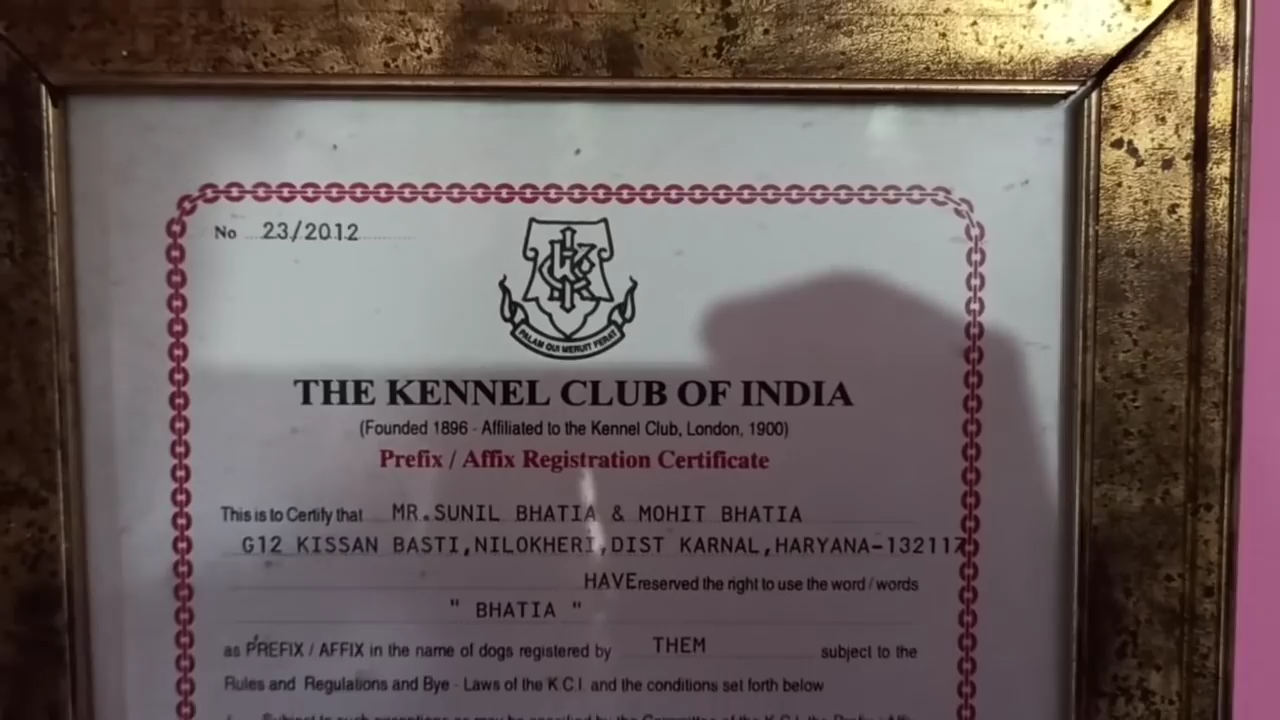 No 23/2012
PALAM QUI MERUIT FERAT
THE KENNEL CLUB OF INDIA
(Founded 1896 - Affiliated to the Kennel Club, London, 1900)
Prefix / Affix Registration Certificate
This is to Certify that MR.SUNIL BHATIA & MOHIT BHATIA
G12 KISSAN BASTI,NILOKHERI,DIST KARNAL,HARYANA-132117
HAVE reserved the right to use the word / words
" BHATIA "
as PREFIX / AFFIX in the name of dogs registered by THEM subject to the
Rules and Regulations and Bye - Laws of the K.C.I. and the conditions set forth below